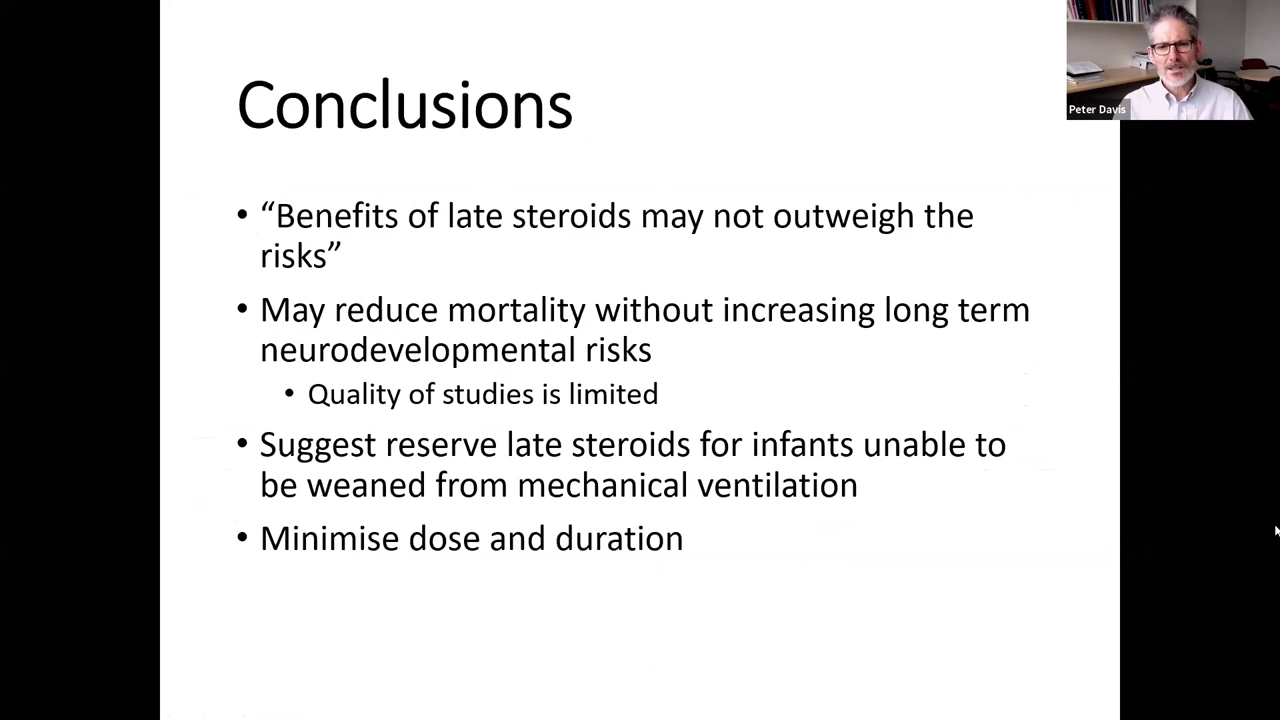 Conclusions
Peter Davis
• “Benefits of late steroids may not outweigh the
risks”
• May reduce mortality without increasing long term
neurodevelopmental risks
• Quality of studies is limited
• Suggest reserve late steroids for infants unable to
be weaned from mechanical ventilation
• Minimise dose and duration